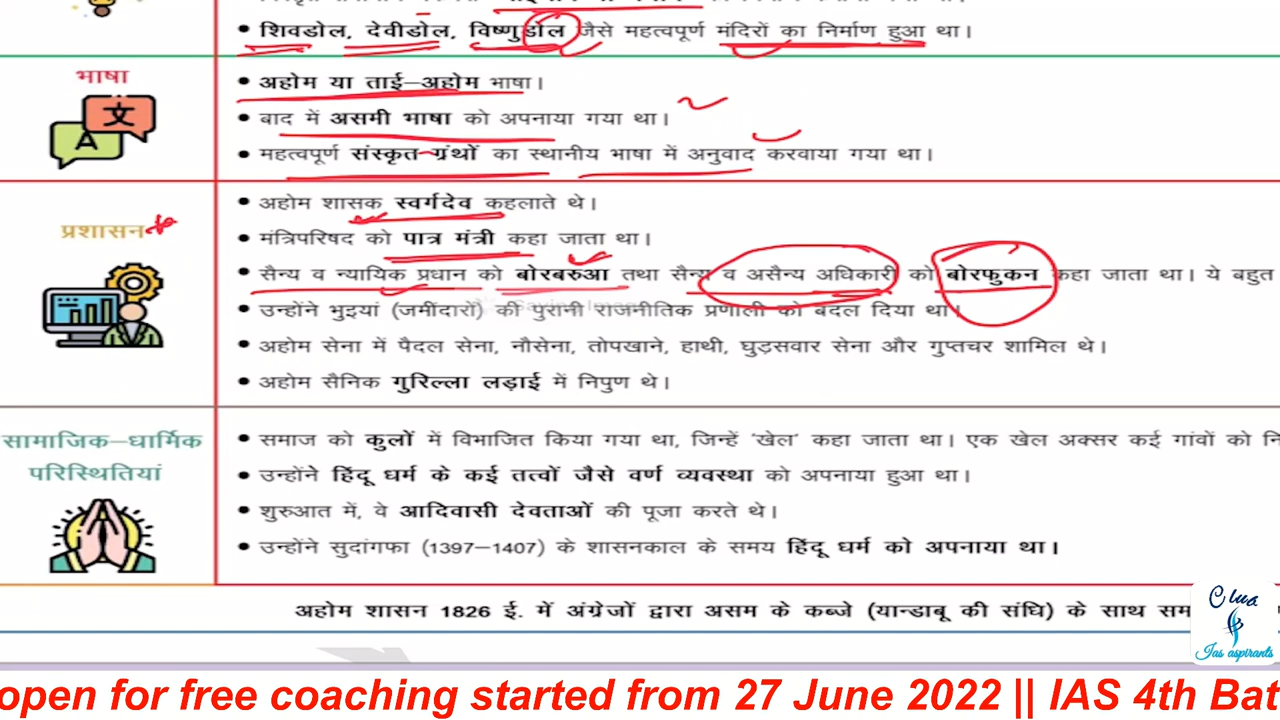 • शिवडोल, देवीडोल, विष्णुडोल जैसे महत्वपूर्ण मंदिरों का निर्माण हुआ था।
भाषा
• अहोम या ताई–अहोम भाषा।
• बाद में असमी भाषा को अपनाया गया था।
• महत्वपूर्ण संस्कृत ग्रंथों का स्थानीय भाषा में अनुवाद करवाया गया था।
प्रशासन
• अहोम शासक स्वर्गदेव कहलाते थे।
• मंत्रिपरिषद को पात्र मंत्री कहा जाता था।
• सैन्य व न्यायिक प्रधान को बोरबरुआ तथा सैन्य व असैन्य अधिकारी को बोरफुकन कहा जाता था। ये बहुत
• उन्होंने भुइयां (जमींदारों) की पुरानी राजनीतिक प्रणाली को बदल दिया था।
• अहोम सेना में पैदल सेना, नौसेना, तोपखाने, हाथी, घुड़सवार सेना और गुप्तचर शामिल थे।
• अहोम सैनिक गुरिल्ला लड़ाई में निपुण थे।
सामाजिक–धार्मिक
परिस्थितियां
• समाज को कुलों में विभाजित किया गया था, जिन्हें 'खेल' कहा जाता था। एक खेल अक्सर कई गांवों को
• उन्होंने हिंदू धर्म के कई तत्वों जैसे वर्ण व्यवस्था को अपनाया हुआ था।
• शुरुआत में, वे आदिवासी देवताओं की पूजा करते थे।
• उन्होंने सुदांगफा (1397–1407) के शासनकाल के समय हिंदू धर्म को अपनाया था।
अहोम शासन 1826 ई. में अंग्रेजों द्वारा असम के कब्जे (यान्डाबू की संधि) के साथ
Ias aspirants
open for free coaching started from 27 June 2022 || IAS 4th Bat